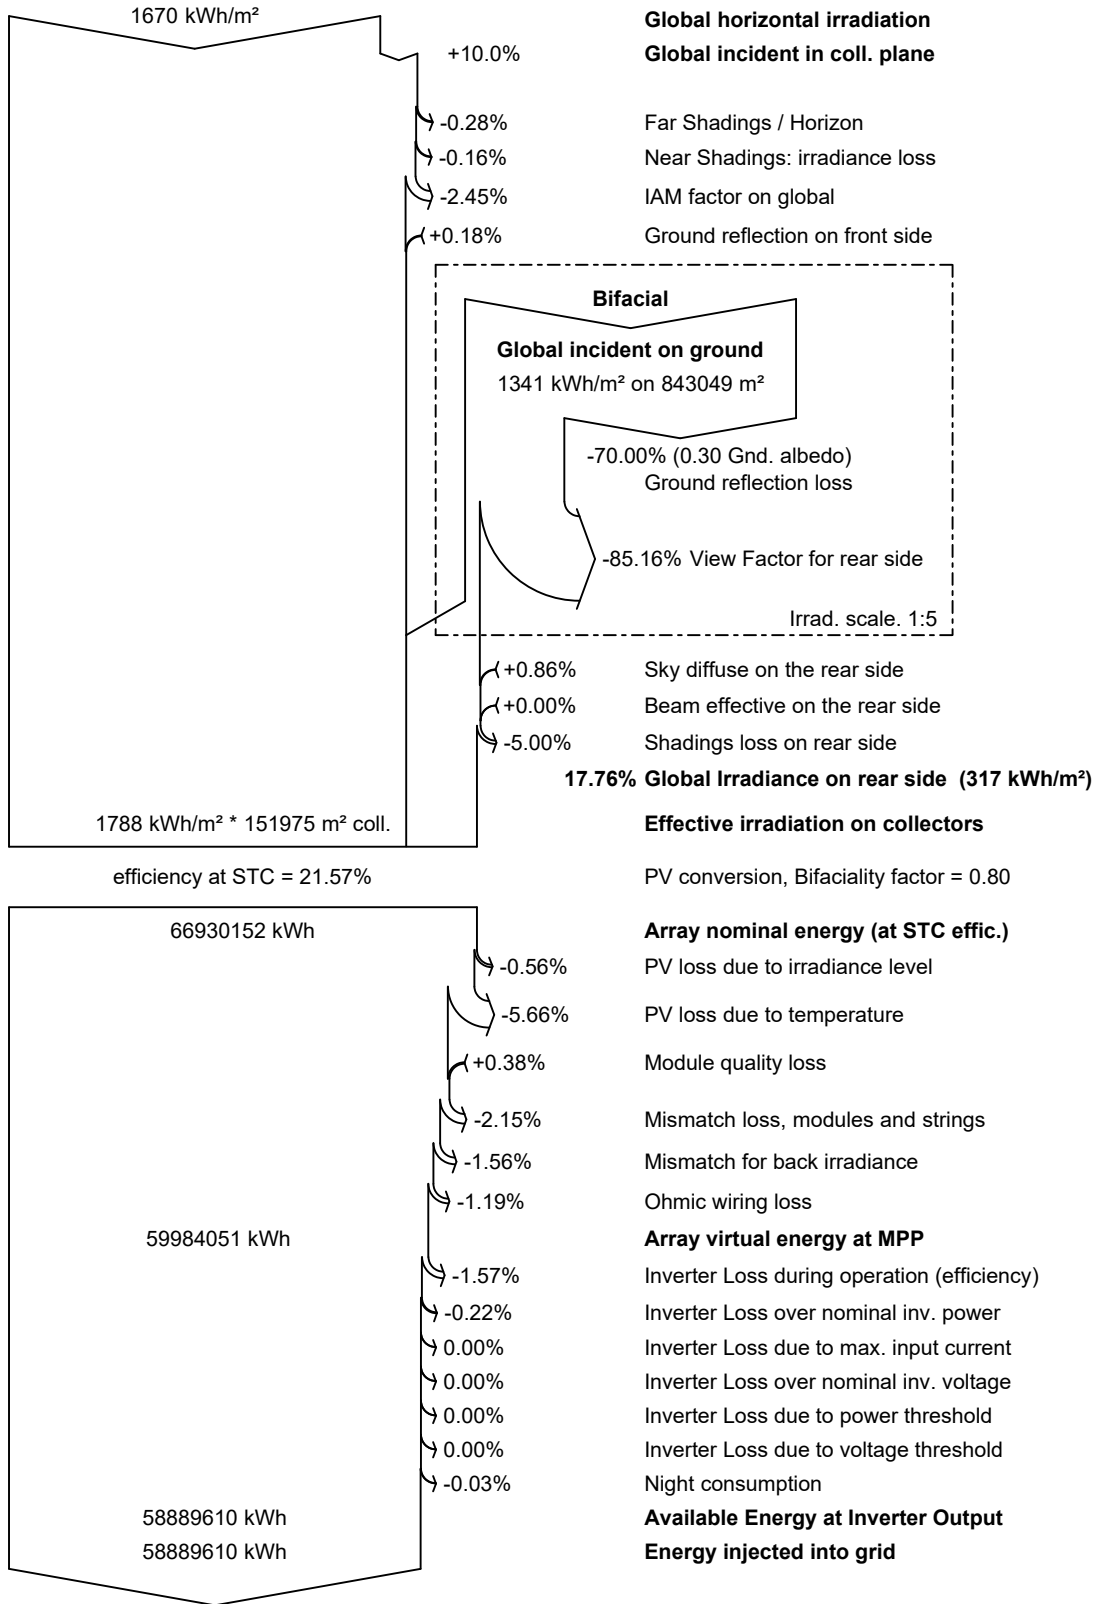 1670 kWh/m² Global horizontal irradiation
+10.0% Global incident in coll. plane
-0.28% Far Shadings / Horizon
-0.16% Near Shadings: irradiance loss
-2.45% IAM factor on global
+0.18% Ground reflection on front side
Bifacial
Global incident on ground
1341 kWh/m² on 843049 m²
-70.00% (0.30 Gnd. albedo)
Ground reflection loss
-85.16% View Factor for rear side
Irrad. scale. 1:5
+0.86% Sky diffuse on the rear side
+0.00% Beam effective on the rear side
-5.00% Shadings loss on rear side
17.76% Global Irradiance on rear side (317 kWh/m²)
1788 kWh/m² * 151975 m² coll. Effective irradiation on collectors
efficiency at STC = 21.57% PV conversion, Bifaciality factor = 0.80
66930152 kWh Array nominal energy (at STC effic.)
-0.56% PV loss due to irradiance level
-5.66% PV loss due to temperature
+0.38% Module quality loss
-2.15% Mismatch loss, modules and strings
-1.56% Mismatch for back irradiance
-1.19% Ohmic wiring loss
59984051 kWh Array virtual energy at MPP
-1.57% Inverter Loss during operation (efficiency)
-0.22% Inverter Loss over nominal inv. power
0.00% Inverter Loss due to max. input current
0.00% Inverter Loss over nominal inv. voltage
0.00% Inverter Loss due to power threshold
0.00% Inverter Loss due to voltage threshold
-0.03% Night consumption
58889610 kWh Available Energy at Inverter Output
58889610 kWh Energy injected into grid